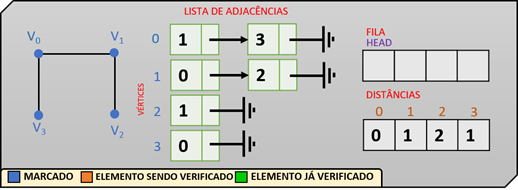 LISTA DE ADJACÊNCIAS
V0 V1
V3 V2
VÉRTICES
0 1 3
1 0 2
2 1
3 0
FILA
HEAD
DISTÂNCIAS
0 1 2 3
0 1 2 1
MARCADO ELEMENTO SENDO VERIFICADO ELEMENTO JÁ VERIFICADO